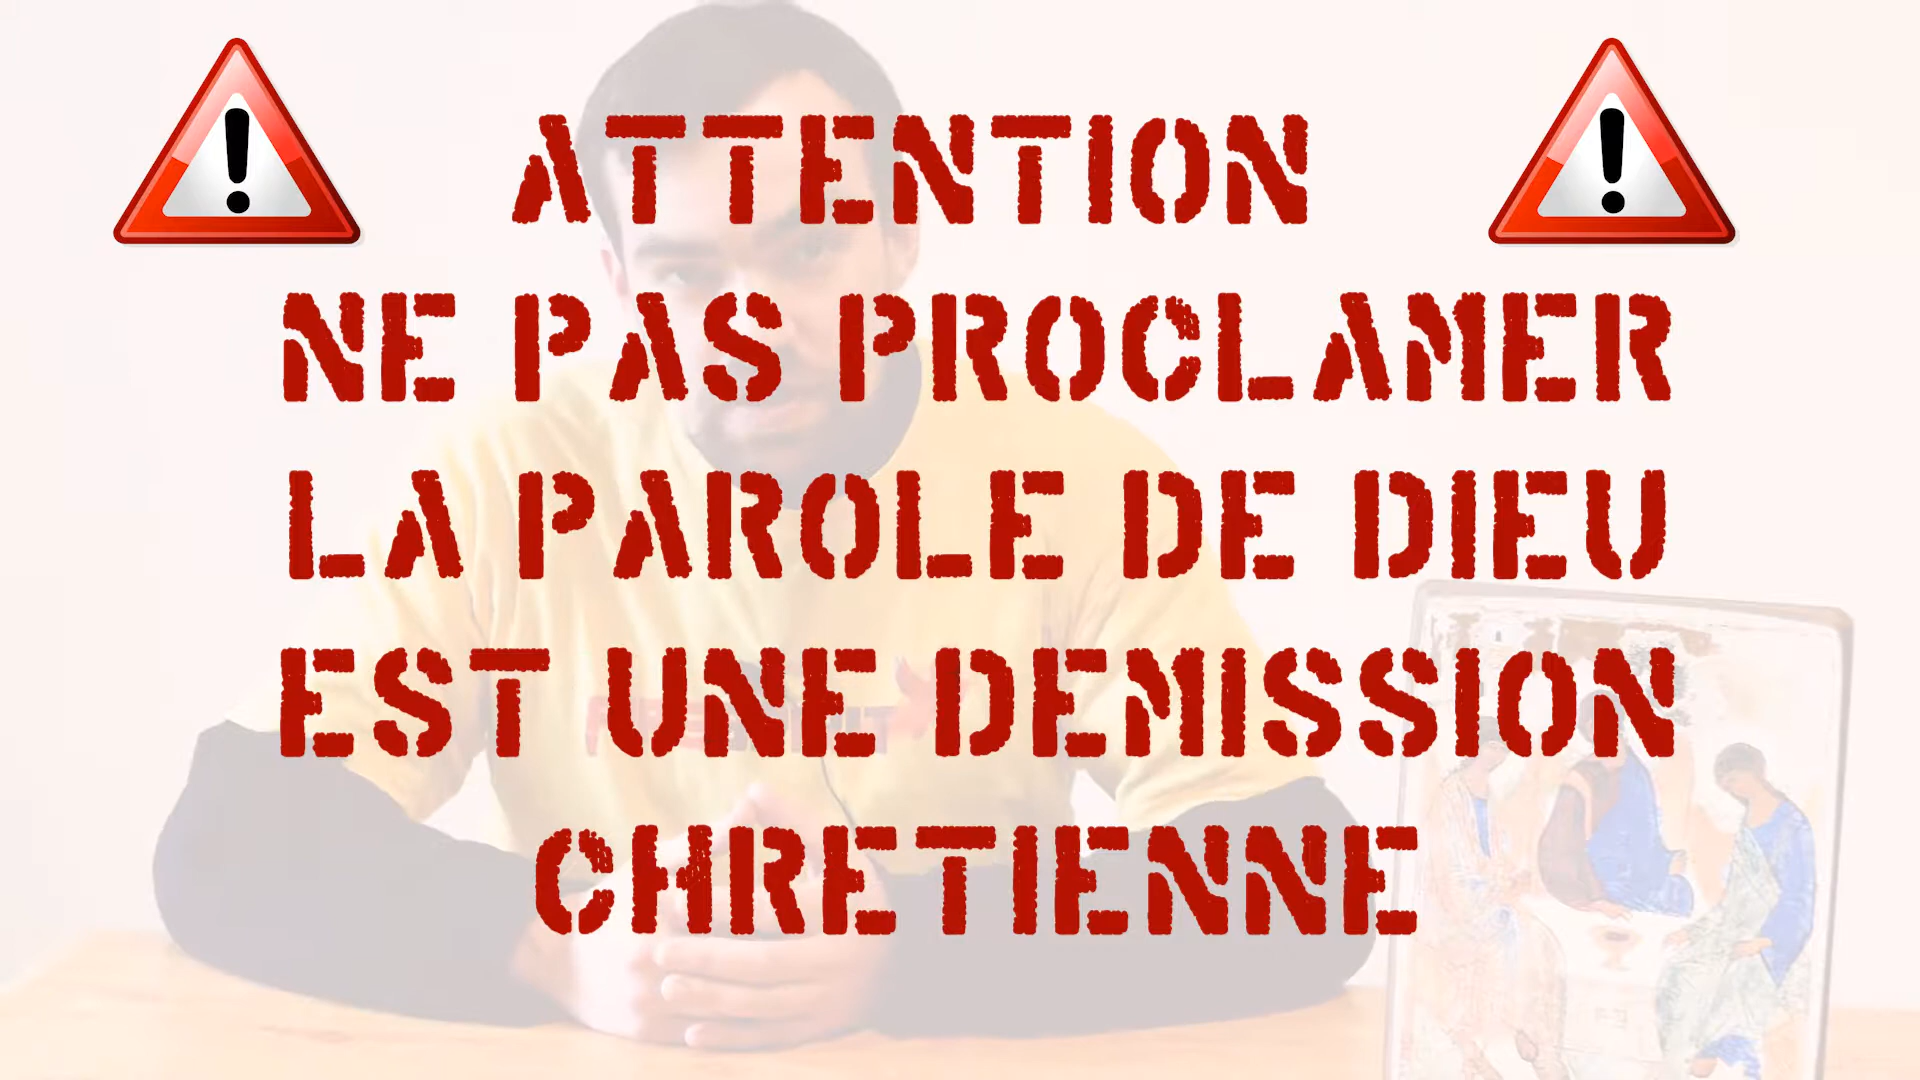 ATTENTION
NE PAS PROCLAMER
LA PAROLE DE DIEU
EST UNE DEMISSION
CHRETIENNE